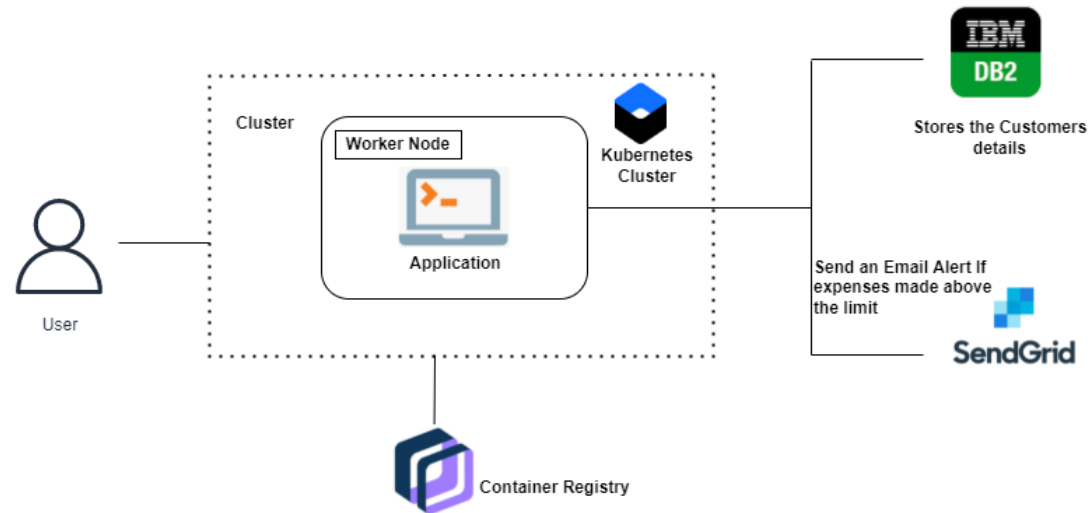 IBM
DB2
Stores the Customers
details
Cluster
Kubernetes
Cluster
Worker Node
Application
User
Send an Email Alert If
expenses made above
the limit
SendGrid
Container Registry